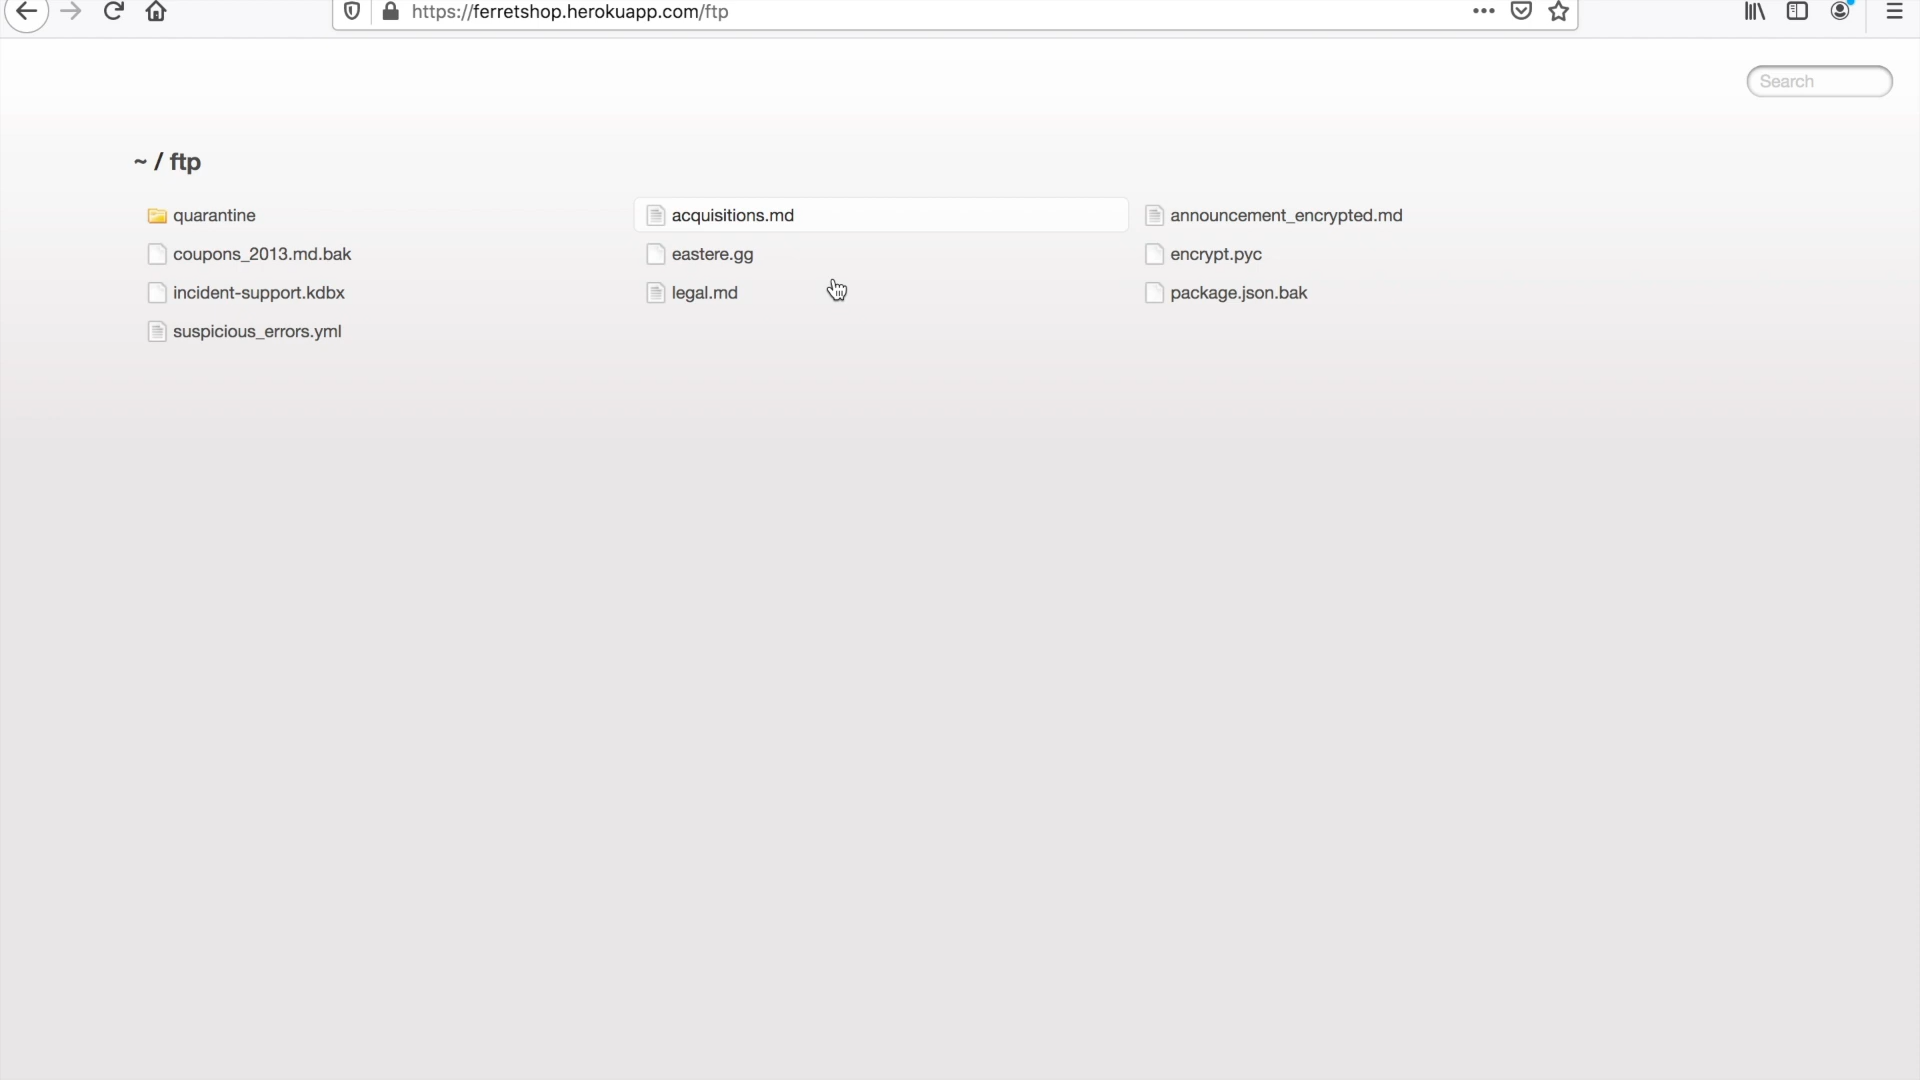 https://ferretshop.herokuapp.com/ftp
Search
~ / ftp
quarantine acquisitions.md announcement_encrypted.md
coupons_2013.md.bak eastere.gg encrypt.pyc
incident-support.kdbx legal.md package.json.bak
suspicious_errors.yml